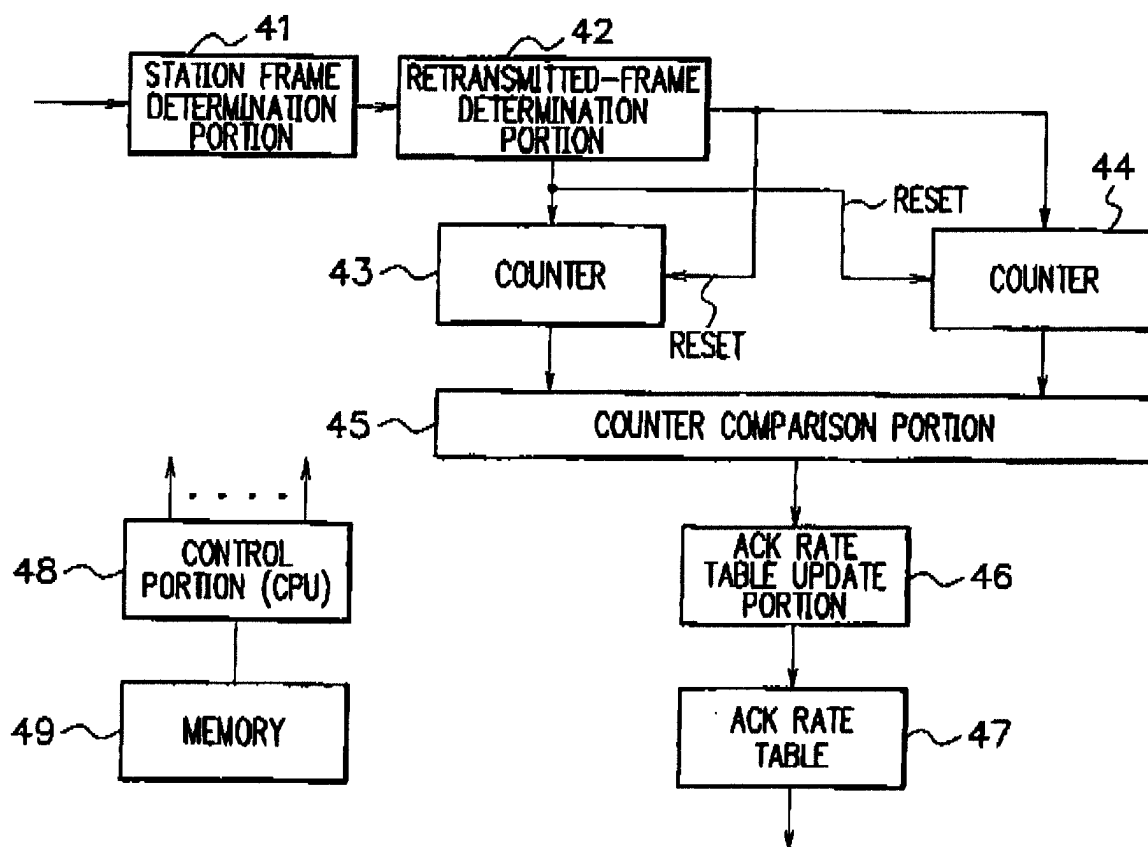 41
STATION FRAME
DETERMINATION
PORTION
42
RETRANSMITTED-FRAME
DETERMINATION
PORTION
RESET
43
COUNTER
RESET
44
COUNTER
45
COUNTER COMPARISON PORTION
48
CONTROL
PORTION (CPU)
49
MEMORY
ACK RATE
TABLE UPDATE
PORTION
46
ACK RATE
TABLE
47